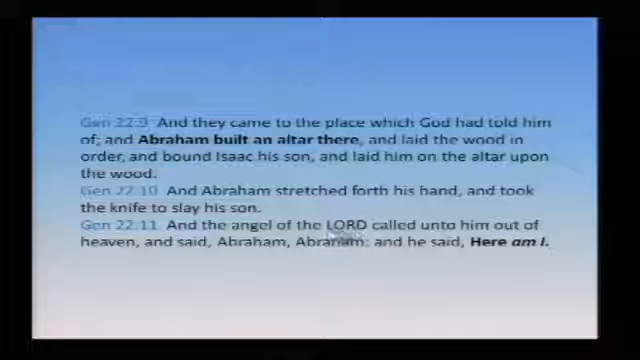 Gen 22:9 And they came to the place which God had told him
of; and Abraham built an altar there, and laid the wood in
order, and bound Isaac his son, and laid him on the altar upon
the wood.
Gen 22:10 And Abraham stretched forth his hand, and took
the knife to slay his son.
Gen 22:11 And the angel of the LORD called unto him out of
heaven, and said, Abraham, Abraham: and he said, Here am I.